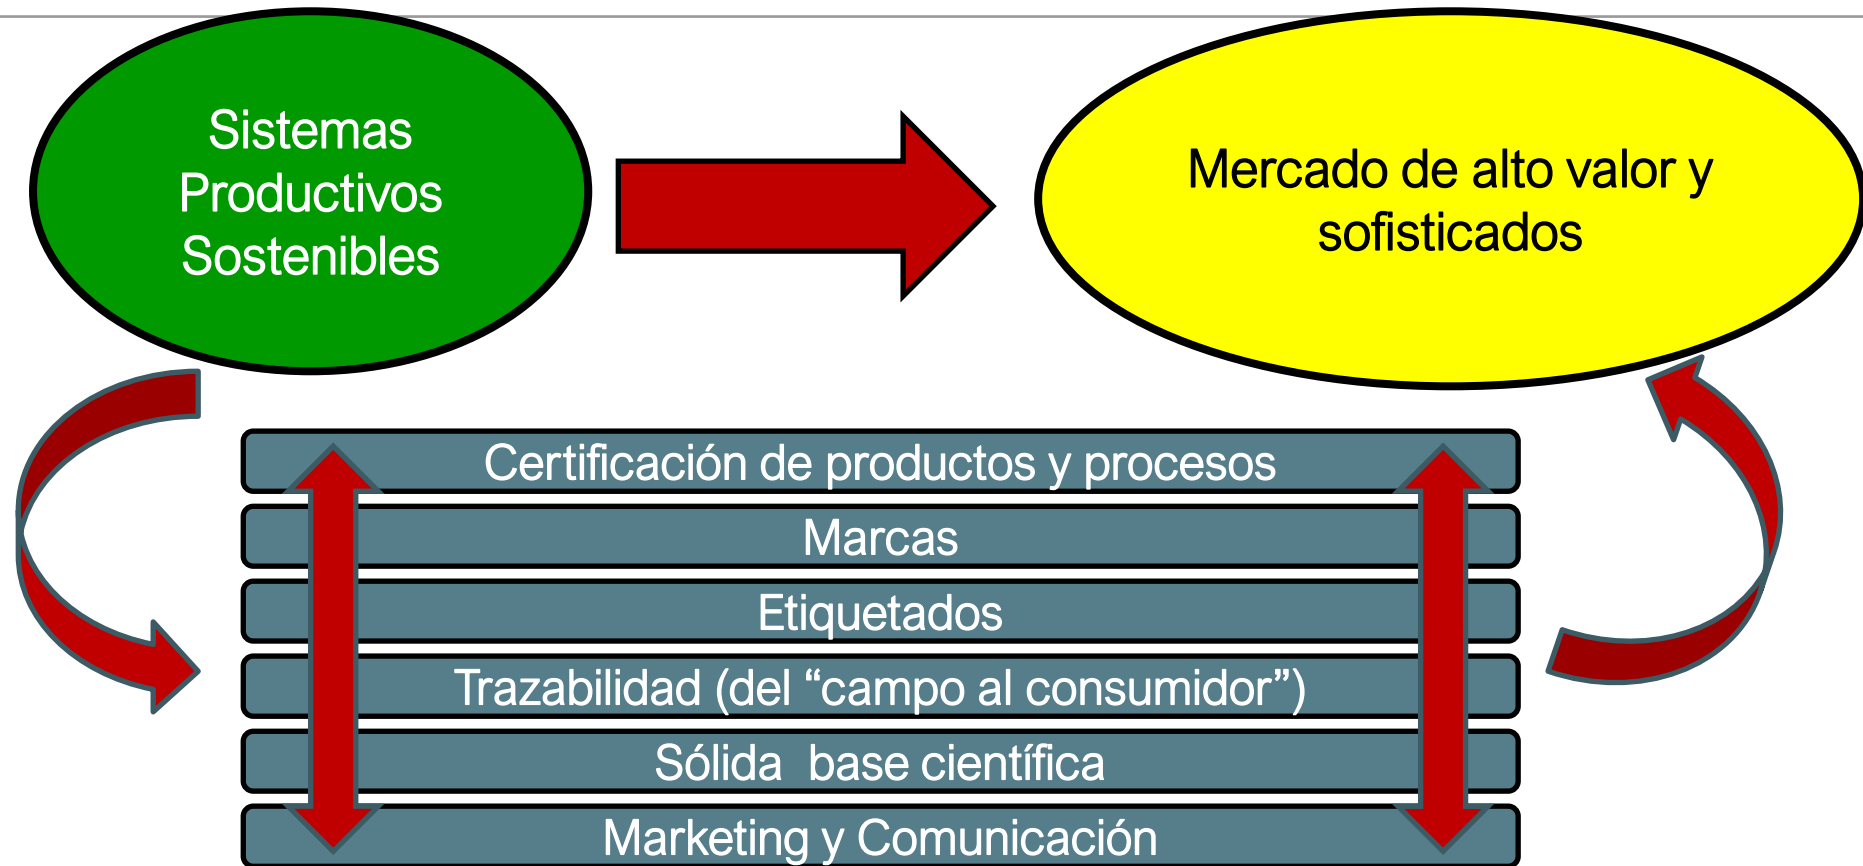 Sistemas
Productivos
Sostenibles
Mercado de alto valor y
sofisticados
Certificación de productos y procesos
Marcas
Etiquetados
Trazabilidad (del “campo al consumidor”)
Sólida  base científica
Marketing y Comunicación